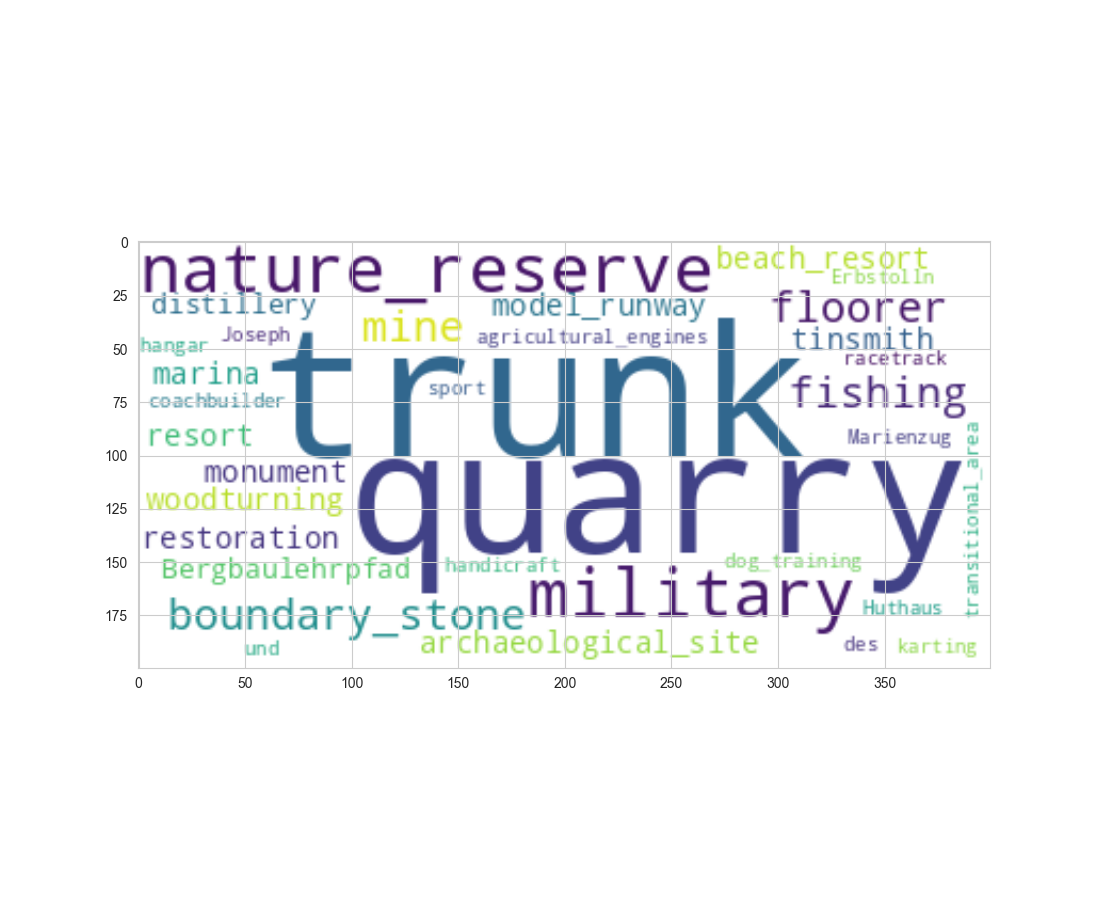 0
nature_reserve
beach_resort
Erbstolln
25
distillery
model_runway
floorer
Joseph
mine
agricultural_engines
tinsmith
50
hangar
racetrack
marina
trunk
sport
fishing
75
coachbuilder
resort
Marienzug
100
monument
quarry
transitional_area
125
woodturning
restoration
150
Bergbaulehrpfad
handicraft
dog_training
military
175
boundary_stone
Huthaus
und
archaeological_site
des
karting
0 50 100 150 200 250 300 350